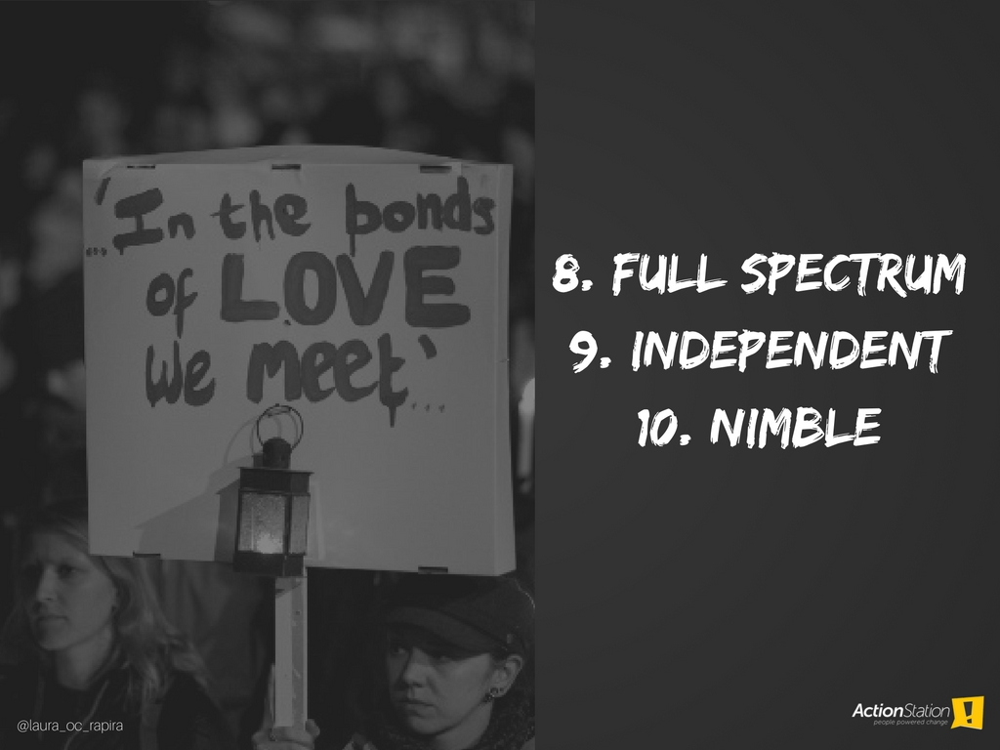 'In the bonds
... of LOVE
we meet'...
8. FULL SPECTRUM
9. INDEPENDENT
10. NIMBLE
@laura_oc_rapira
ActionStation
people powered change